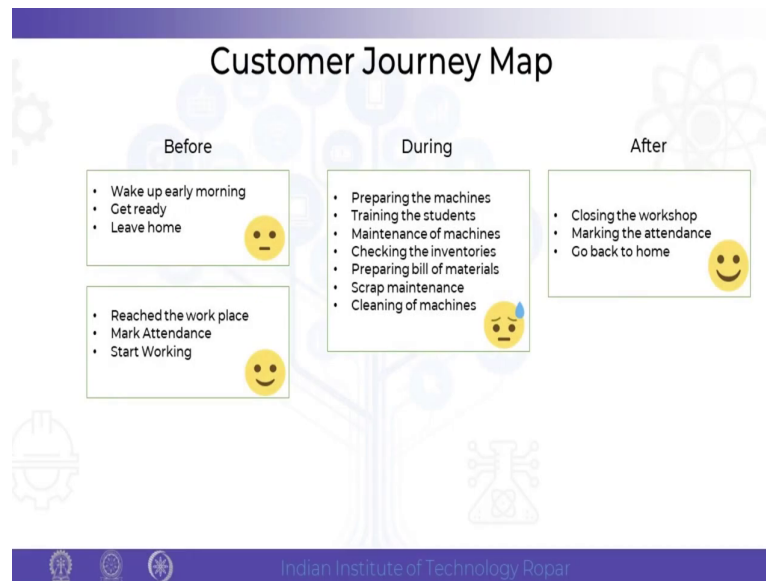 Customer Journey Map
Before
• Wake up early morning
• Get ready
• Leave home
• Reached the work place
• Mark Attendance
• Start Working
During
• Preparing the machines
• Training the students
• Maintenance of machines
• Checking the inventories
• Preparing bill of materials
• Scrap maintenance
• Cleaning of machines
After
• Closing the workshop
• Marking the attendance
• Go back to home
Indian Institute of Technology Ropar